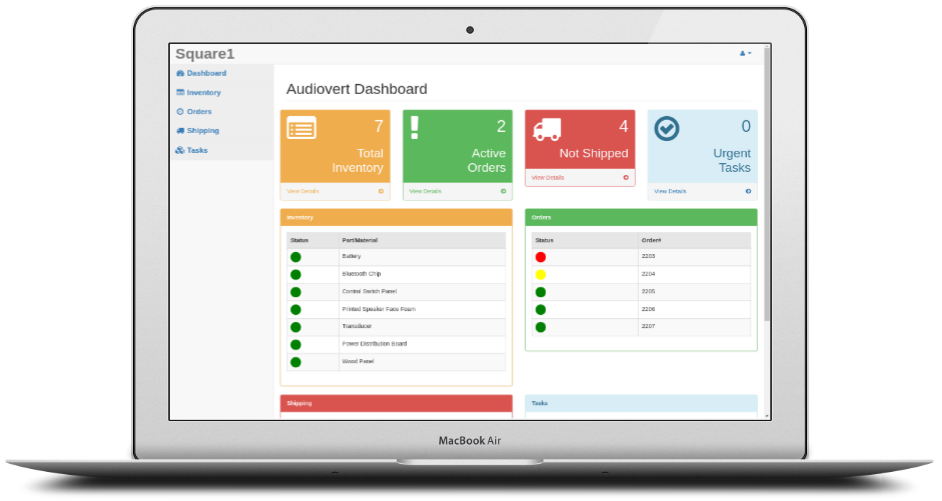 Square1
Dashboard
Inventory
Orders
Shipping
Tasks
Audiovert Dashboard
7
Total
Inventory
View Details
2
Active
Orders
View Details
4
Not Shipped
View Details
0
Urgent
Tasks
View Details
Inventory
Status Part/Material
Battery
Bluetooth Chip
Control Switch Panel
Printed Speaker Face Foam
Transducer
Power Distribution Board
Wood Panel
Orders
Status Order#
2203
2204
2205
2206
2207
Shipping
Tasks
MacBook Air